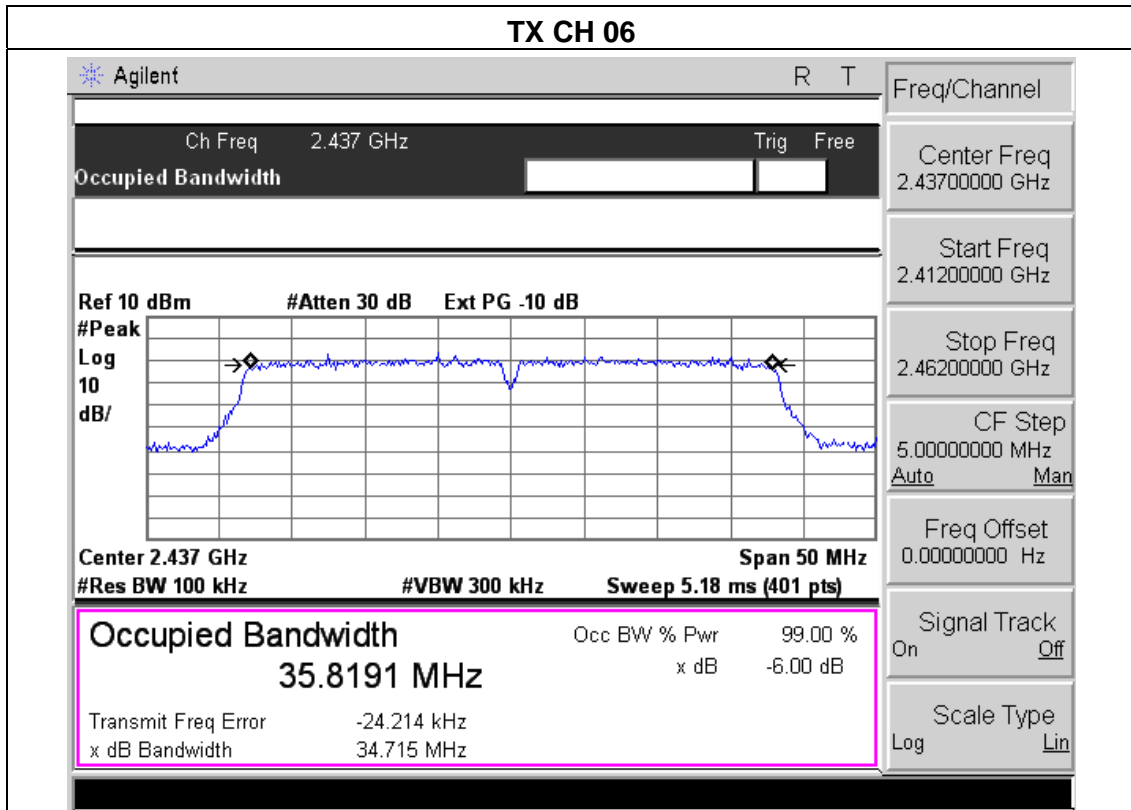 TX CH 06
Agilent R T
Freq/Channel
Ch Freq 2.437 GHz Trig Free
Occupied Bandwidth
Center Freq
2.43700000 GHz
Start Freq
2.41200000 GHz
Stop Freq
2.46200000 GHz
CF Step
5.00000000 MHz
Auto Man
Freq Offset
0.00000000 Hz
Signal Track
On Off
Scale Type
Log Lin
Ref 10 dBm #Atten 30 dB Ext PG -10 dB
#Peak
Log
10
dB/
Center 2.437 GHz Span 50 MHz
#Res BW 100 kHz #VBW 300 kHz Sweep 5.18 ms (401 pts)
Occupied Bandwidth Occ BW % Pwr 99.00 %
35.8191 MHz x dB -6.00 dB
Transmit Freq Error -24.214 kHz
x dB Bandwidth 34.715 MHz